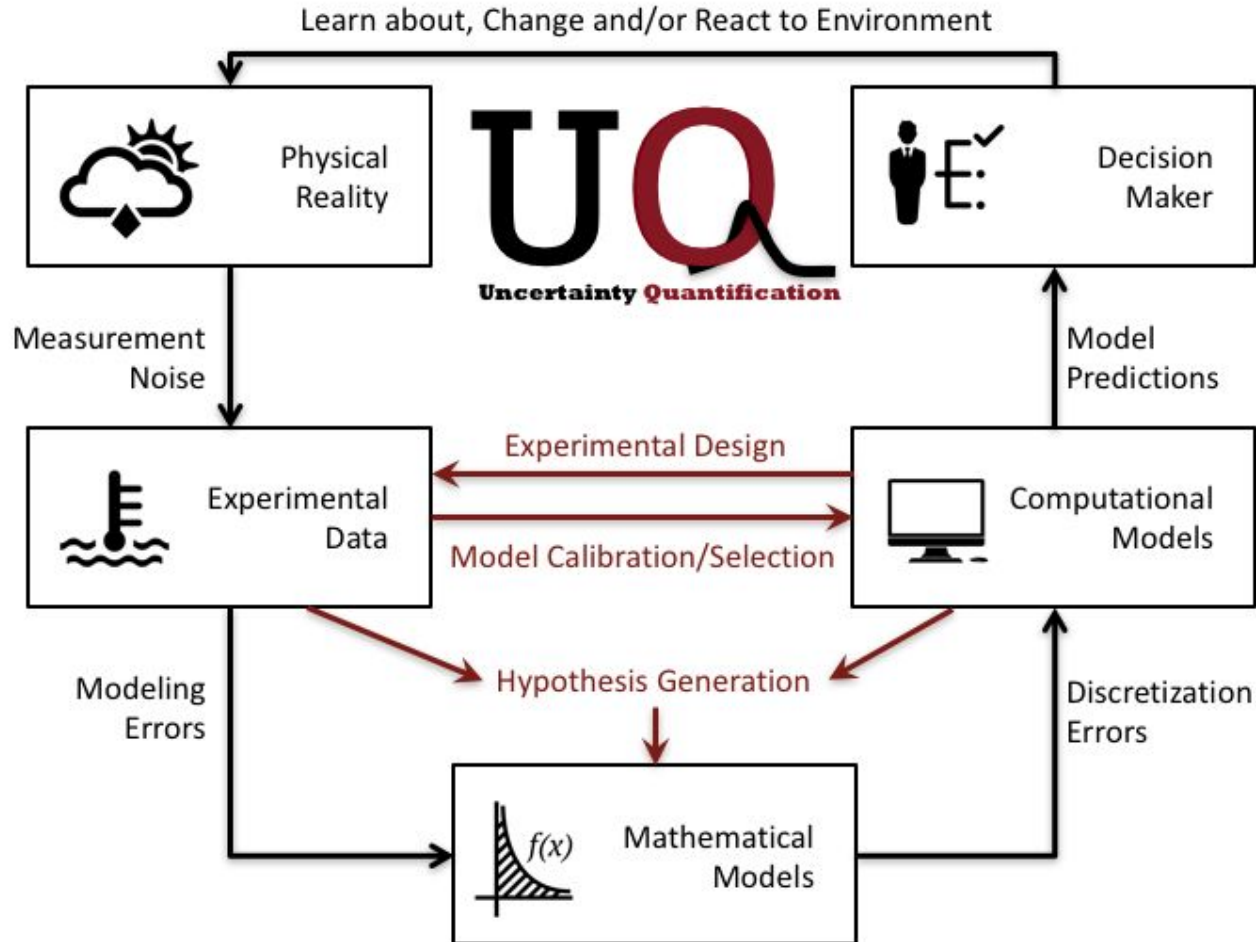 Learn about, Change and/or React to Environment
Physical
Reality
UQ
Uncertainty Quantification
Decision
Maker
Measurement
Noise
Model
Predictions
Experimental
Data
Experimental Design
Model Calibration/Selection
Computational
Models
Modeling
Errors
Hypothesis Generation
Discretization
Errors
f(x)
Mathematical
Models